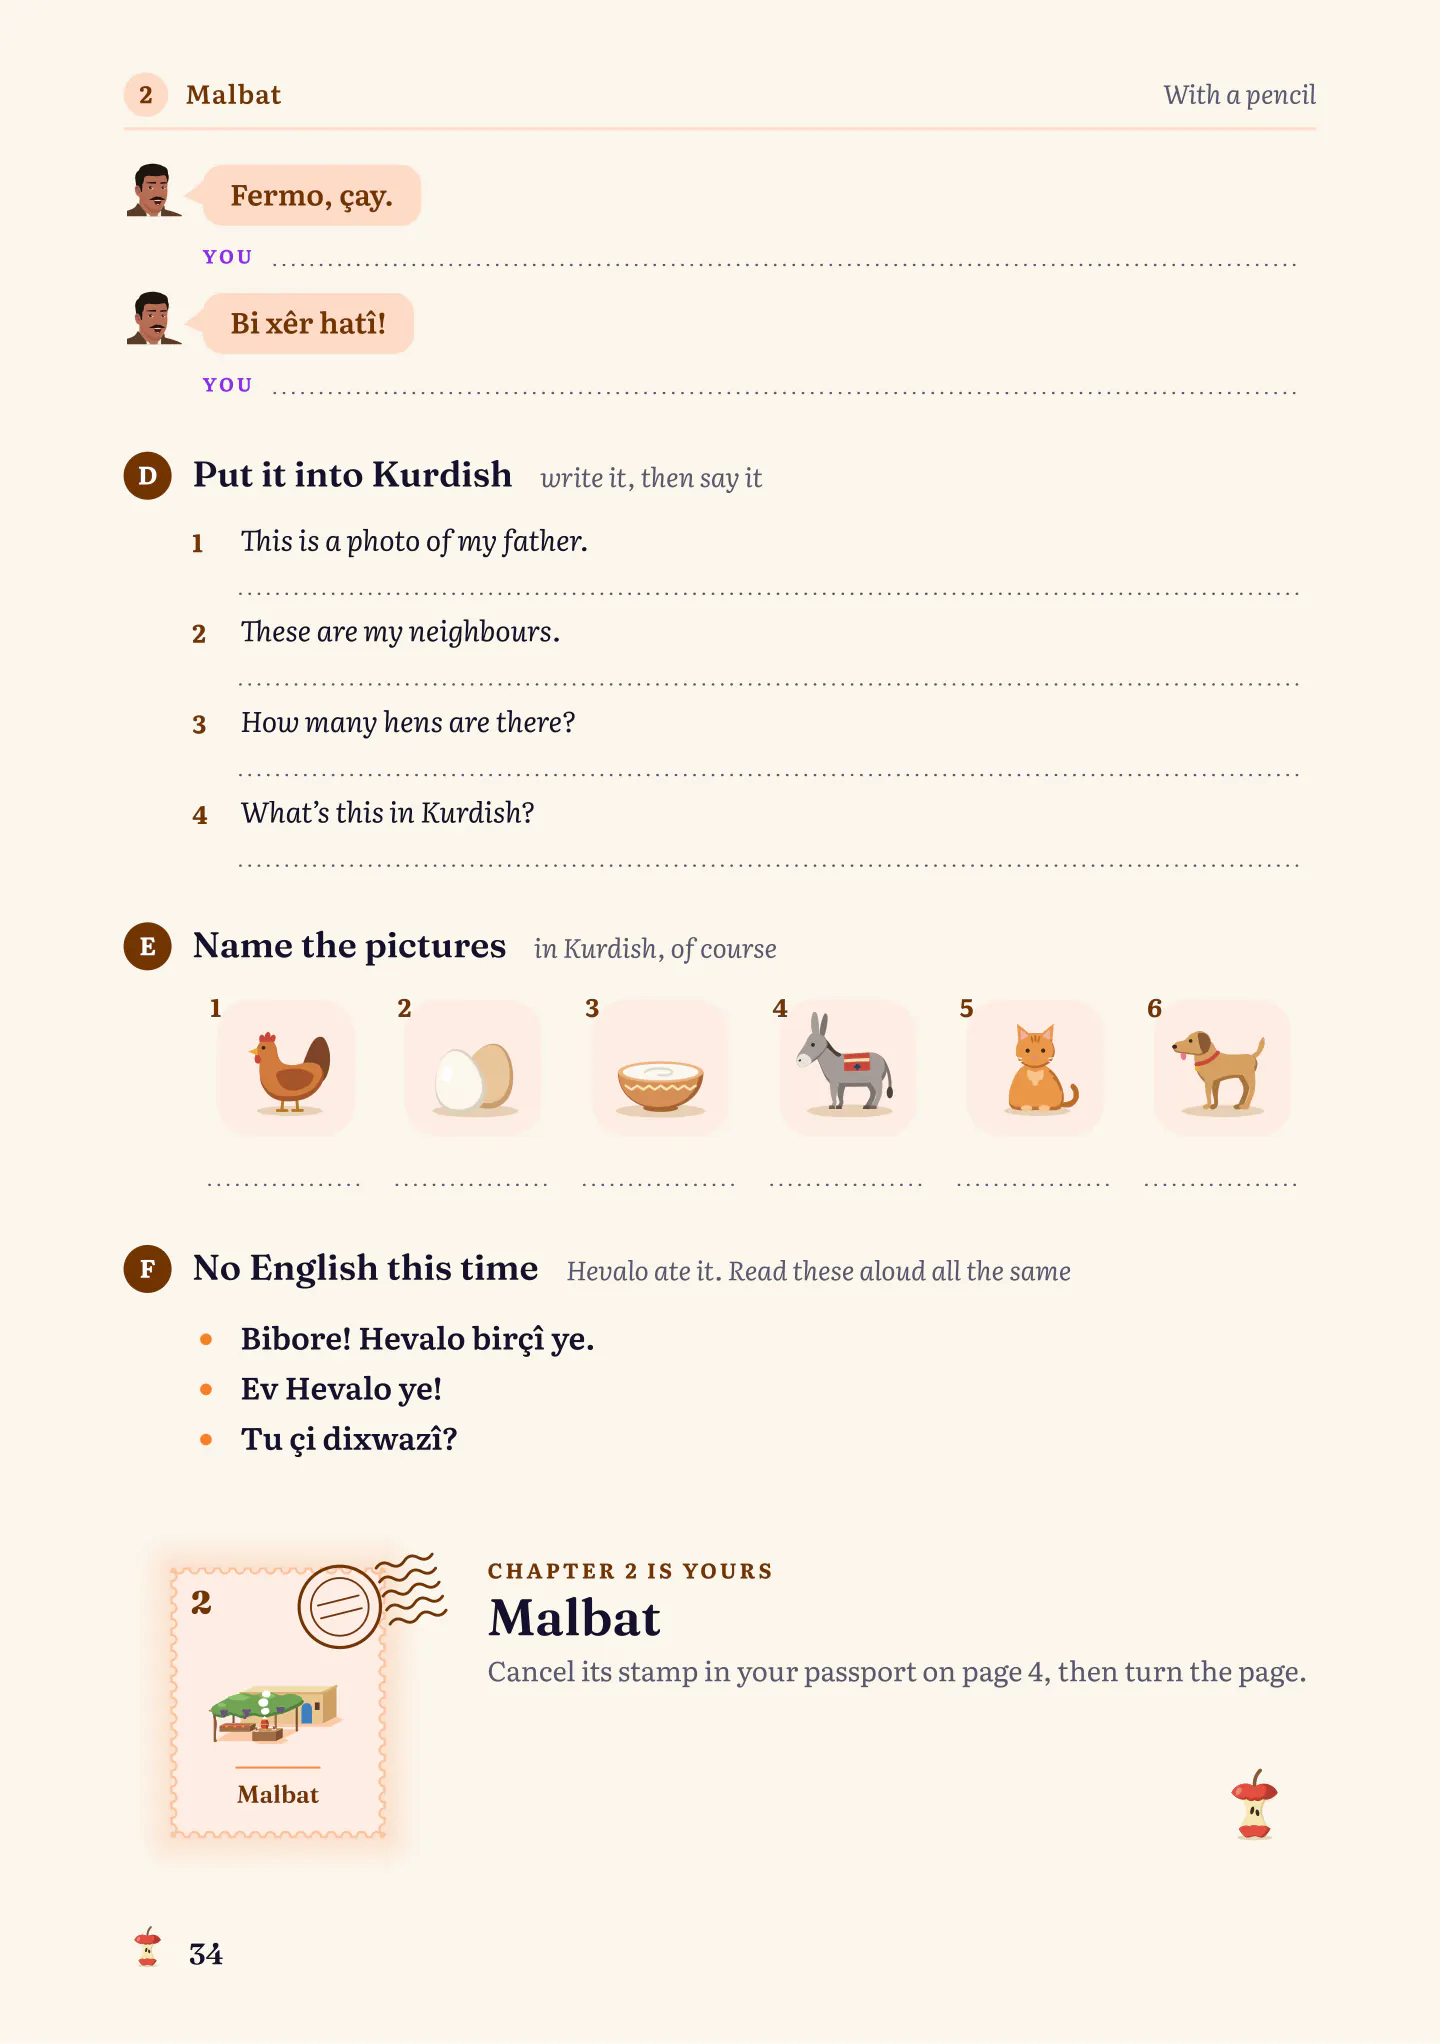 2 Malbat With a pencil
Fermo, çay.
YOU
Bi xêr hatî!
YOU
D Put it into Kurdish write it, then say it
1 This is a photo of my father.
2 These are my neighbours.
3 How many hens are there?
4 What’s this in Kurdish?
E Name the pictures in Kurdish, of course
1 2 3 4 5 6
F No English this time Hevalo ate it. Read these aloud all the same
• Bibore! Hevalo birçî ye.
• Ev Hevalo ye!
• Tu çi dixwazî?
2
Malbat
CHAPTER 2 IS YOURS
Malbat
Cancel its stamp in your passport on page 4, then turn the page.
34